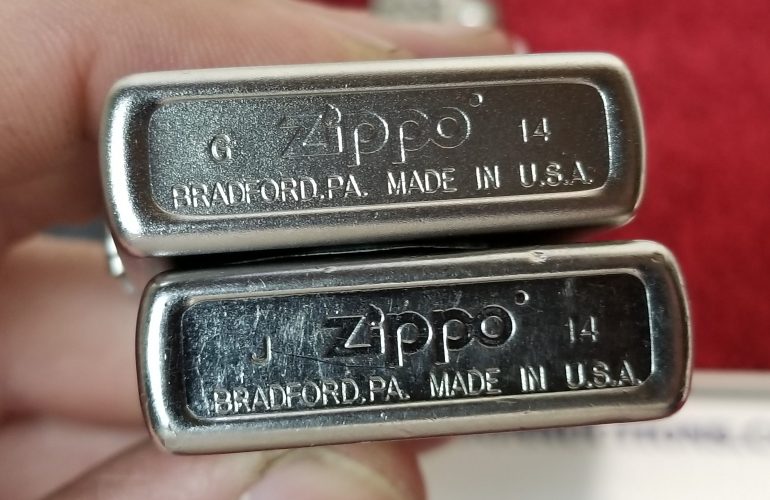 G Zippo 14
BRADFORD.PA. MADE IN U.S.A.
J Zippo 14
BRADFORD.PA. MADE IN U.S.A.